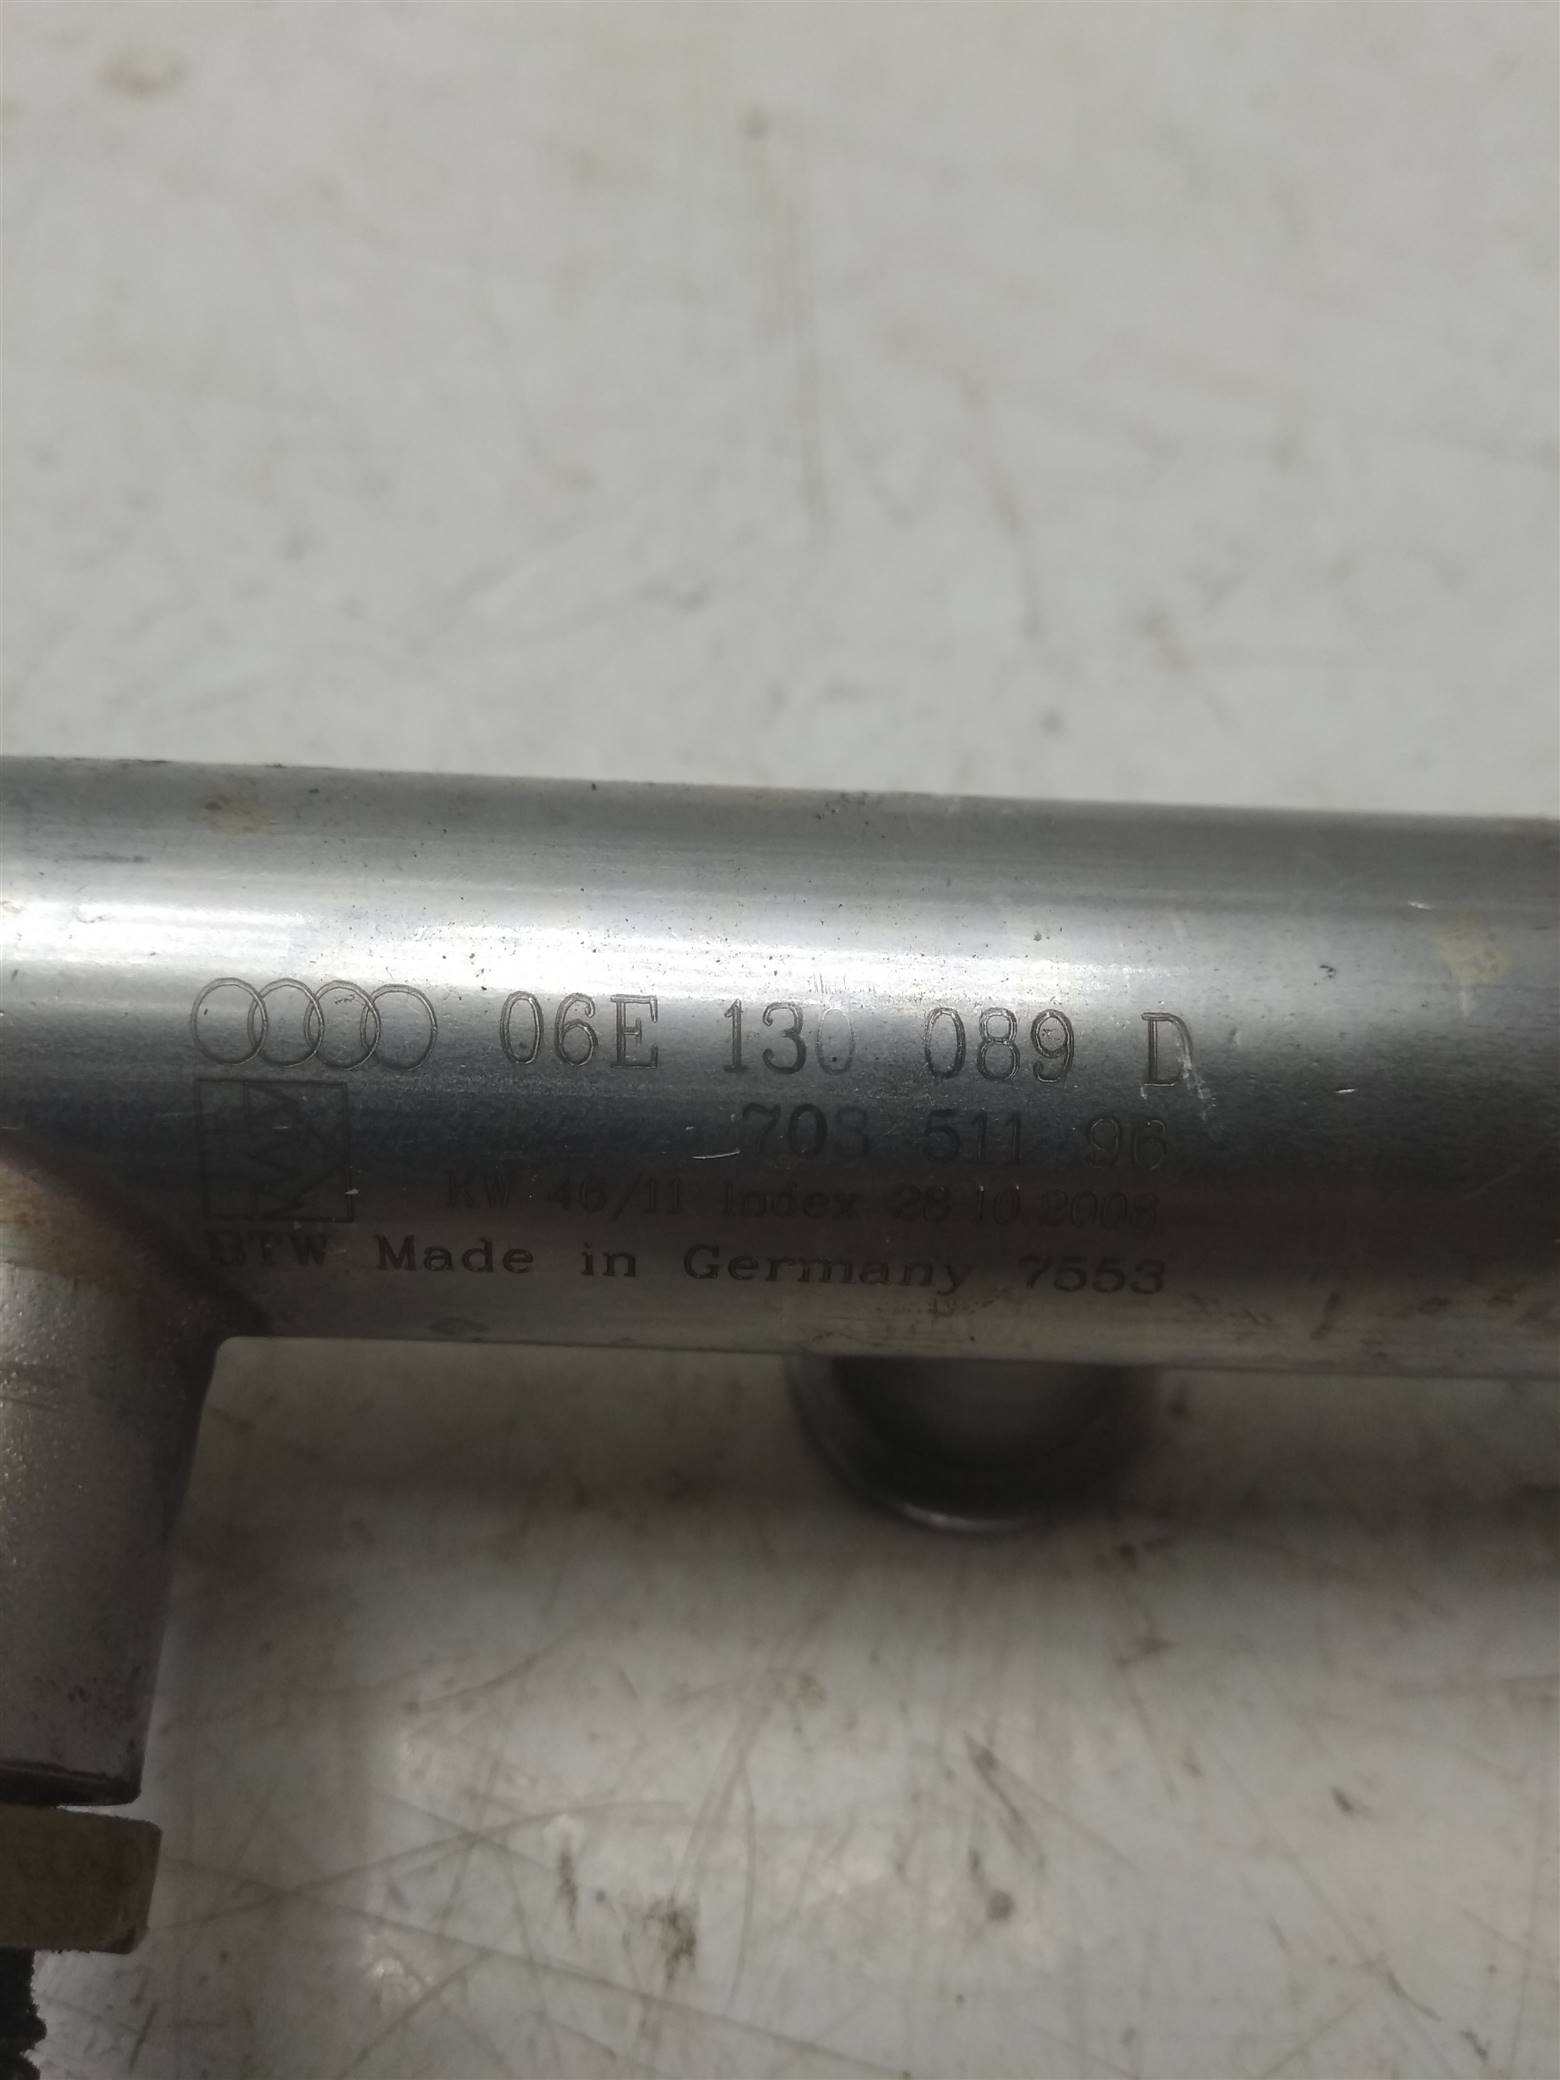 06E 130 089 D
703 511 96
KW 46/11 Index 28.10.2008
BTW Made in Germany 7553